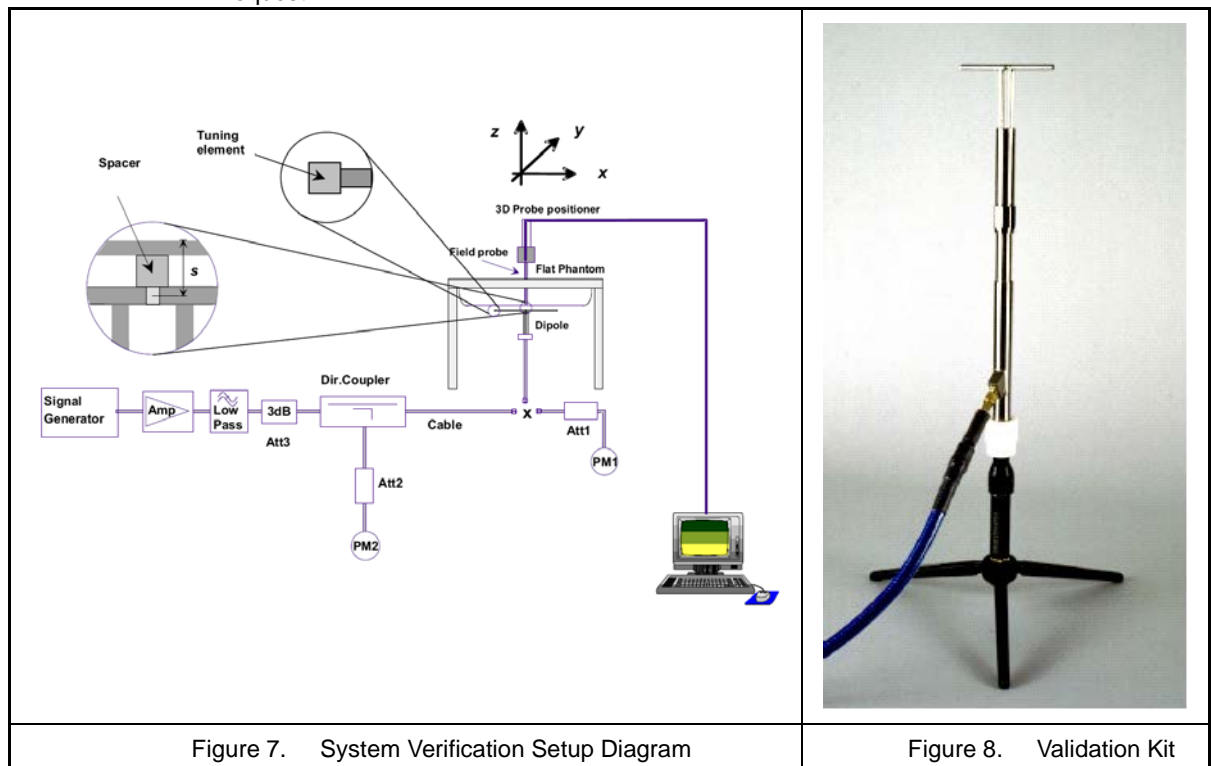 Tuning
element
Spacer
s
z
y
x
3D Probe positioner
Field probe
Flat Phantom
Dipole
Signal
Generator
Amp
Low
Pass
3dB
Att3
Dir.Coupler
Cable
x
Att1
PM1
Att2
PM2
Figure 7. System Verification Setup Diagram
Figure 8. Validation Kit